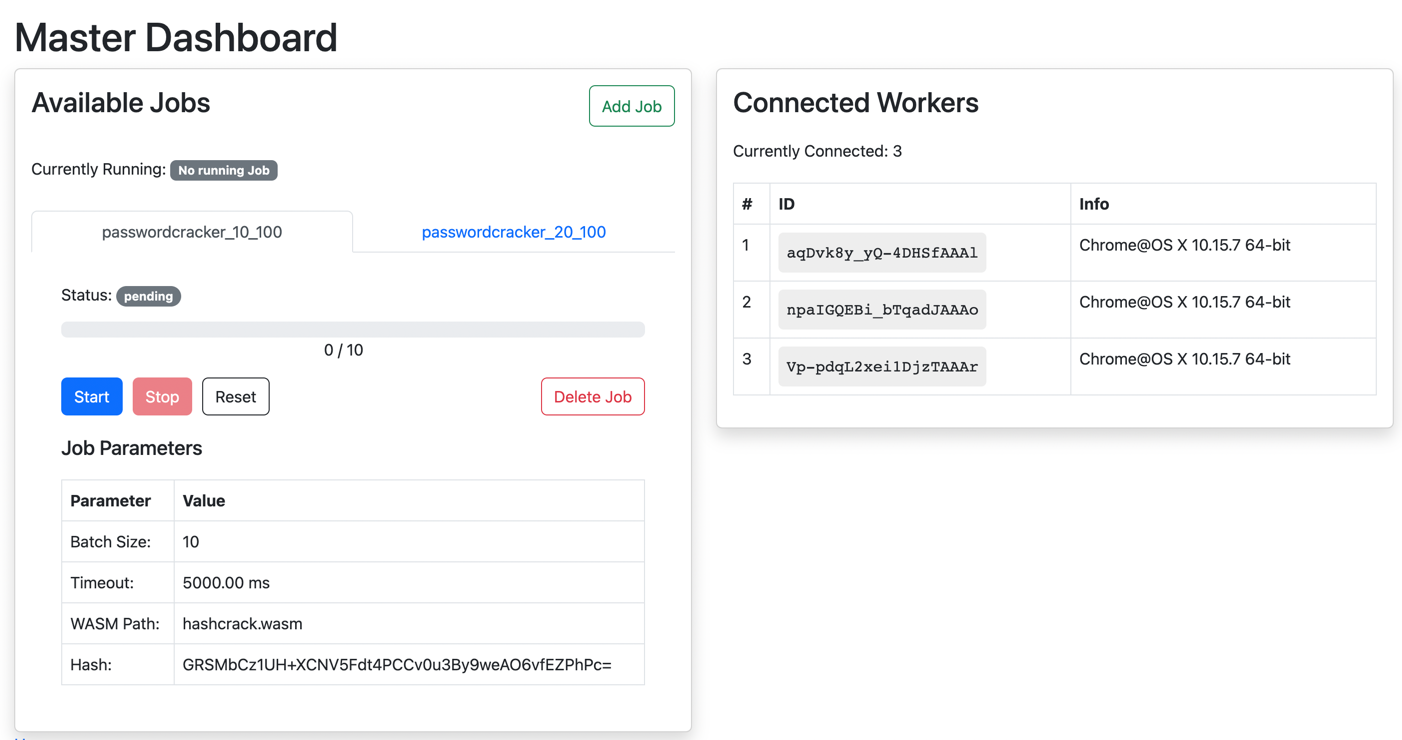 Master Dashboard
Available Jobs
Add Job
Currently Running: No running Job
passwordcracker_10_100
passwordcracker_20_100
Status: pending
0 / 10
Start
Stop
Reset
Delete Job
Job Parameters
Parameter Value
Batch Size: 10
Timeout: 5000.00 ms
WASM Path: hashcrack.wasm
Hash: GRSMbCz1UH+XCNV5Fdt4PCCv0u3By9weAO6vfEZPhPc=
Connected Workers
Currently Connected: 3
# ID Info
1 aqDvk8y_yQ-4DHSfAAAl Chrome@OS X 10.15.7 64-bit
2 npaIGQEBi_bTqadJAAAo Chrome@OS X 10.15.7 64-bit
3 Vp-pdqL2xei1DjzTAAAr Chrome@OS X 10.15.7 64-bit